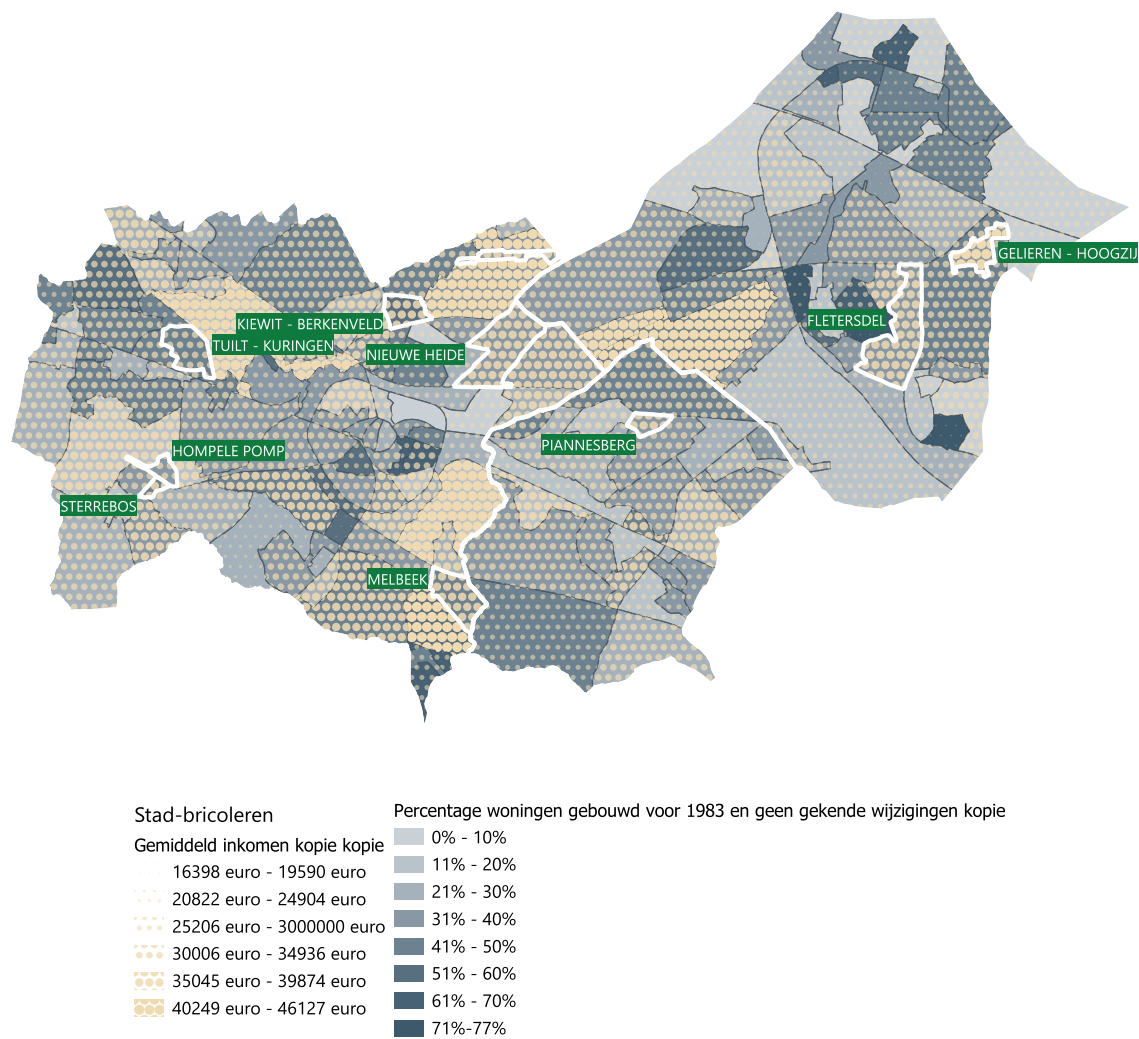 GELIEREN - HOOGZIJ
KIEWIT - BERKENVELD
FLETERSDEL
TUILT - KURINGEN
NIEUWE HEIDE
PIANNESBERG
HOMPELE POMP
STERREBOS
MELBEEK
Stad-bricoleren
Gemiddeld inkomen kopie kopie
16398 euro - 19590 euro
20822 euro - 24904 euro
25206 euro - 3000000 euro
30006 euro - 34936 euro
35045 euro - 39874 euro
40249 euro - 46127 euro
Percentage woningen gebouwd voor 1983 en geen gekende wijzigingen kopie
0% - 10%
11% - 20%
21% - 30%
31% - 40%
41% - 50%
51% - 60%
61% - 70%
71%-77%